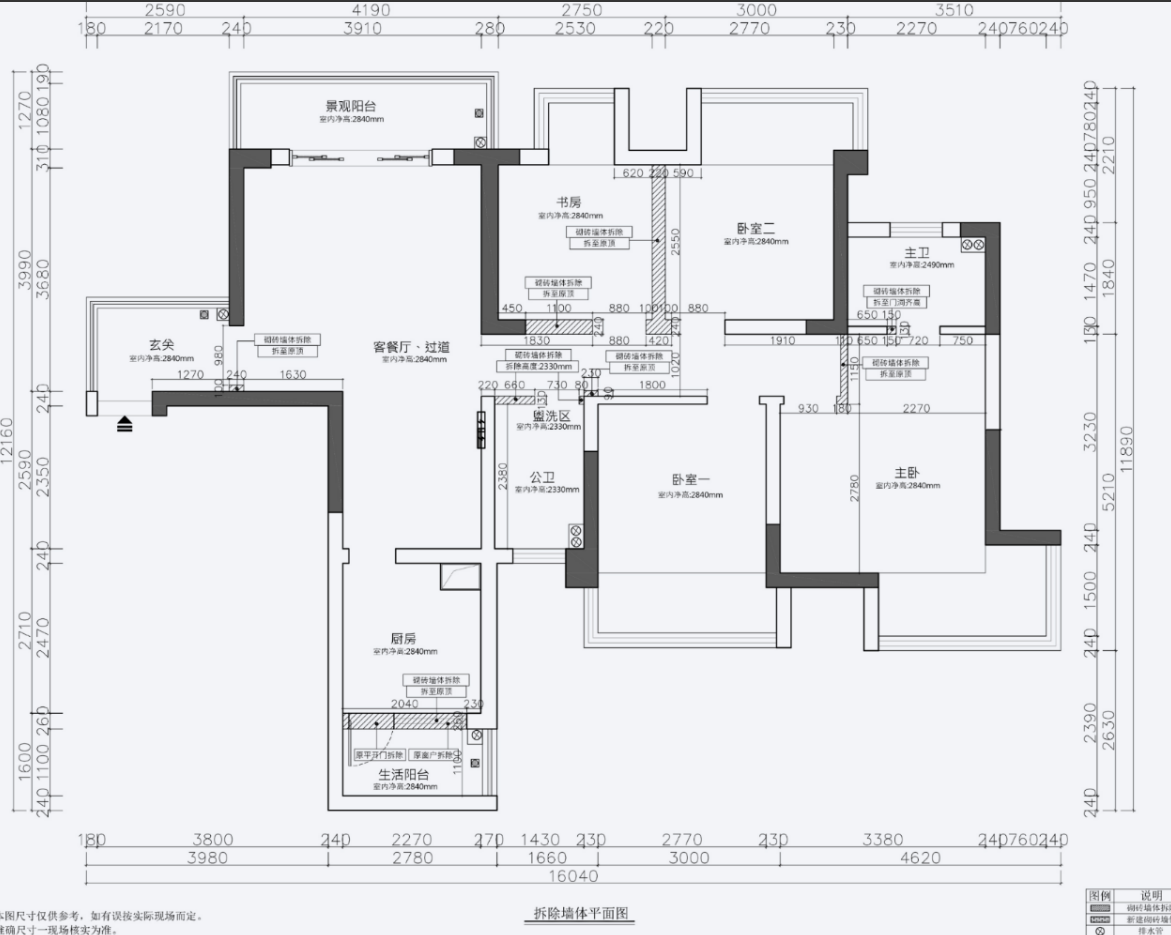 2590 4190 2750 3000 3510
180 2170 240 3910 280 2530 220 2770 230 2270 240 760 240
景观阳台
室内净高:2840mm
书房
室内净高:2840mm
620 220 590
砌砖墙体拆除
拆至原顶
2550
卧室二
室内净高:2840mm
主卫
室内净高:2490mm
砌砖墙体拆除
拆至门洞齐高
650 150
130
砌砖墙体拆除
拆至原顶
450 1100 880 100 100 880
240
240
1830 880 420
1910 110 650 150 720 750
玄关
室内净高:2840mm
980
砌砖墙体拆除
拆至原顶
客餐厅、过道
室内净高:2840mm
砌砖墙体拆除
拆除高度:2330mm
砌砖墙体拆除
拆至原顶
1020
1150
砌砖墙体拆除
拆至原顶
1270 240 1630
100
220 660 730 80 230 1800
130
90
930 180 2270
盥洗区
室内净高:2330mm
2380
公卫
室内净高:2330mm
卧室一
室内净高:2840mm
2780
主卧
室内净高:2840mm
厨房
室内净高:2840mm
砌砖墙体拆除
拆至原顶
2040 230
260
原平开门拆除
原窗户拆除
1100
生活阳台
室内净高:2840mm
12160
1270 3990 2590 2710 1600
190 1080 310 3680 240 2350 240 2470 260 1100 240
240 780 240 950 240 1470 130 3230 240 1500 240 2390 240
2210 1840 5210 2630
11890
180 3800 240 2270 270 1430 230 2770 230 3380 240 760 240
3980 2780 1660 3000 4620
16040
拆除墙体平面图
本图尺寸仅供参考，如有误按实际现场而定。
准确尺寸一现场核实为准。
图例 说明
砌砖墙体拆除
新建砌砖墙体
排水管